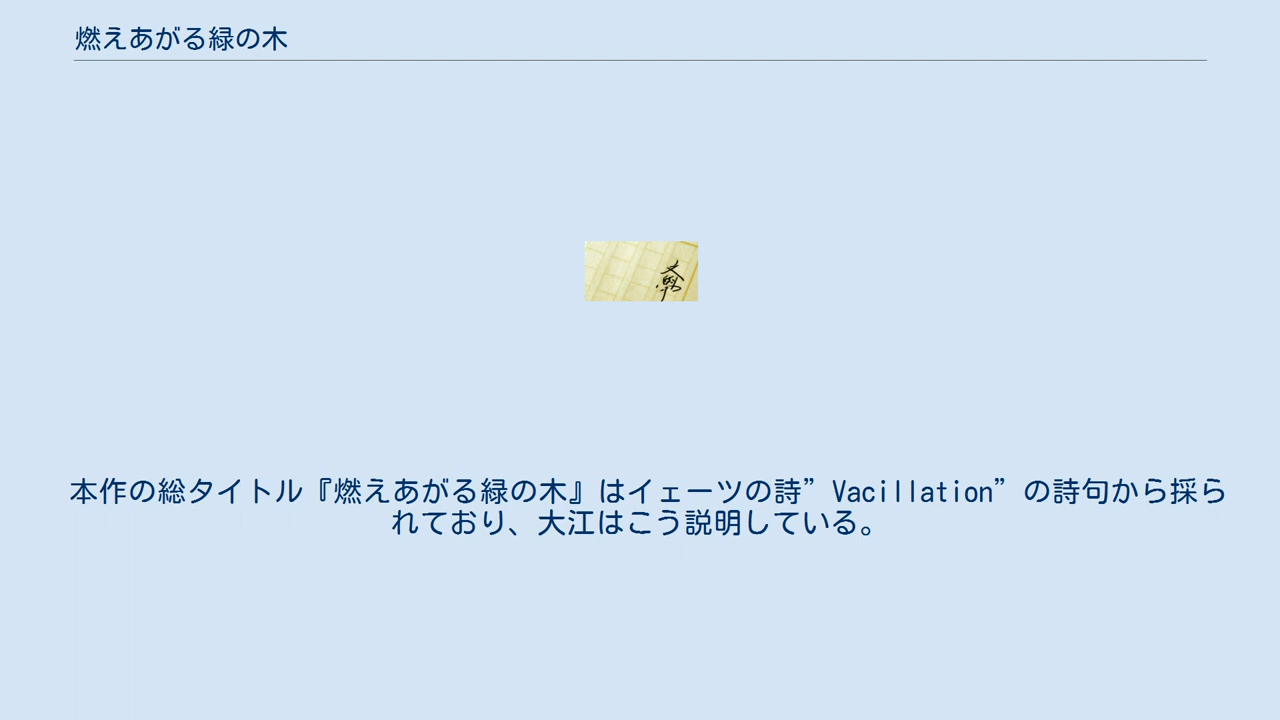 燃えあがる緑の木
本作の総タイトル『燃えあがる緑の木』はイェーツの詩”Vacillation”の詩句から採ら
れており、大江はこう説明している。